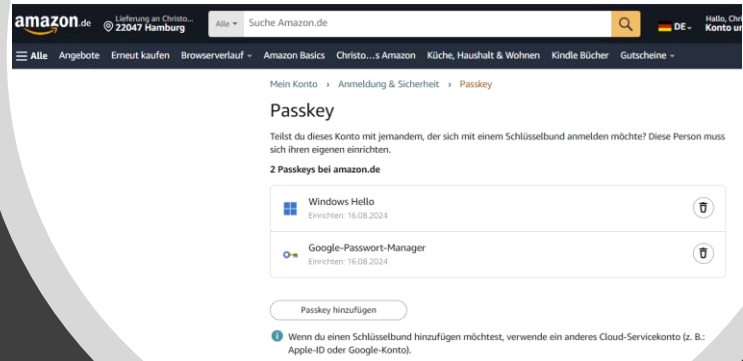 amazon.de
Lieferung an Christo...
22047 Hamburg
Alle
Suche Amazon.de
DE
Hallo, Chri
Konto un
Alle Angebote Erneut kaufen Browserverlauf Amazon Basics Christo…s Amazon Küche, Haushalt & Wohnen Kindle Bücher Gutscheine
Mein Konto › Anmeldung & Sicherheit › Passkey
Passkey
Teilst du dieses Konto mit jemandem, der sich mit einem Schlüsselbund anmelden möchte? Diese Person muss
sich ihren eigenen einrichten.
2 Passkeys bei amazon.de
Windows Hello
Einrichten: 16.08.2024
Google-Passwort-Manager
Einrichten: 16.08.2024
Passkey hinzufügen
Wenn du einen Schlüsselbund hinzufügen möchtest, verwende ein anderes Cloud-Servicekonto (z. B.:
Apple-ID oder Google-Konto).